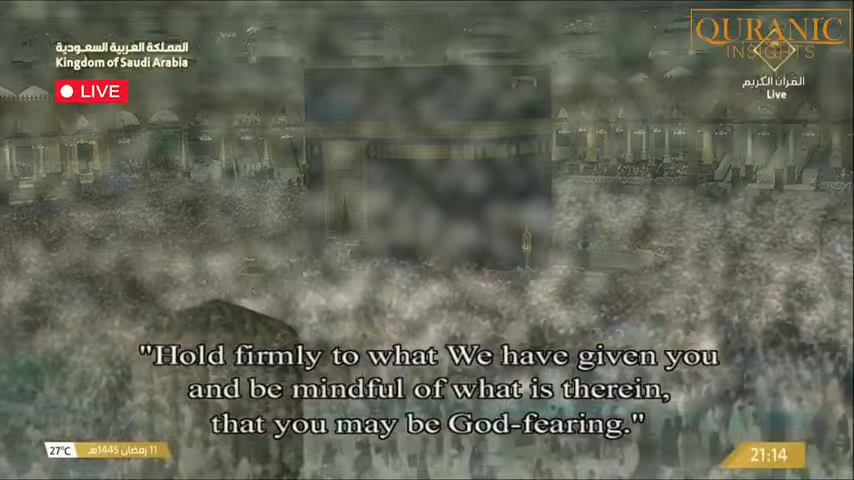 المملكة العربية السعودية
Kingdom of Saudi Arabia
LIVE
QURANIC
INSIGHTS
القرآن الكريم
Live
"Hold firmly to what We have given you
and be mindful of what is therein,
that you may be God-fearing."
27°C
11 رمضان 1445هـ
21:14